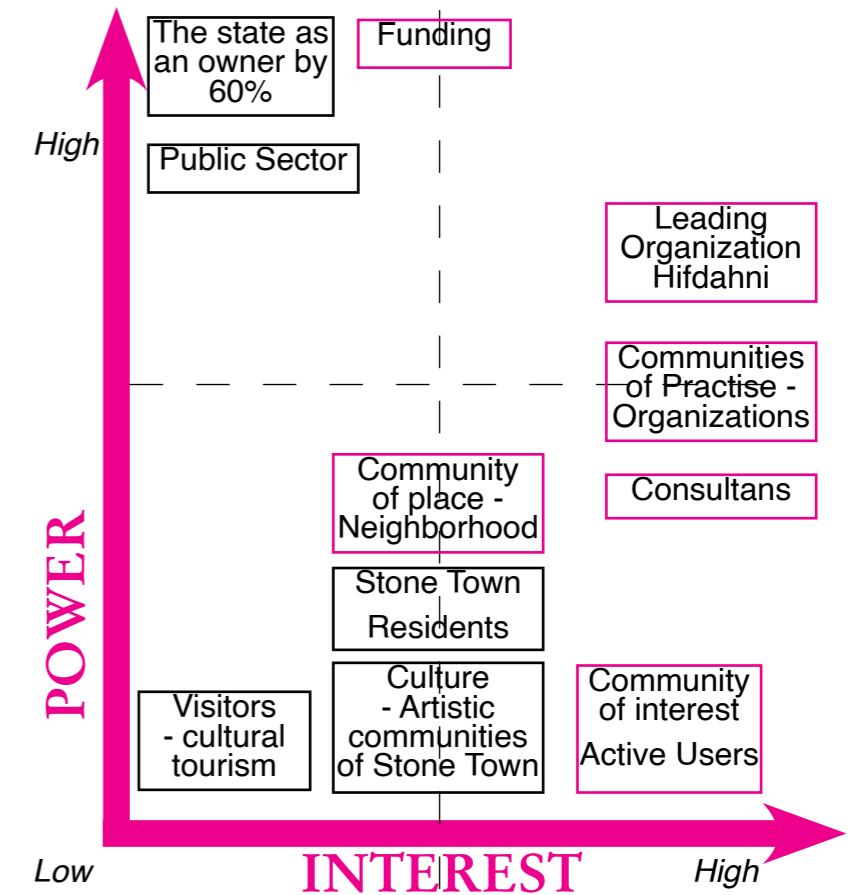 The state as
an owner by
60%
Funding
High
Public Sector
Leading
Organization
Hifdahni
Communities
of Practise -
Organizations
Community
of place -
Neighborhood
Consultans
Stone Town
Residents
POWER
Visitors
- cultural
tourism
Culture
- Artistic
communities
of Stone Town
Community
of interest
Active Users
Low
INTEREST
High